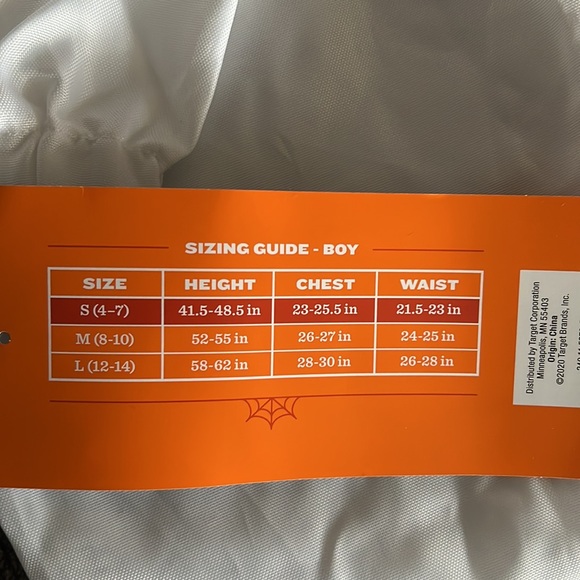 SIZING GUIDE - BOY
SIZE HEIGHT CHEST WAIST
S (4-7) 41.5-48.5 in 23-25.5 in 21.5-23 in
M (8-10) 52-55 in 26-27 in 24-25 in
L (12-14) 58-62 in 28-30 in 26-28 in
Distributed by Target Corporation
Minneapolis, MN 55403
Origin: China
©2020 Target Brands, Inc.